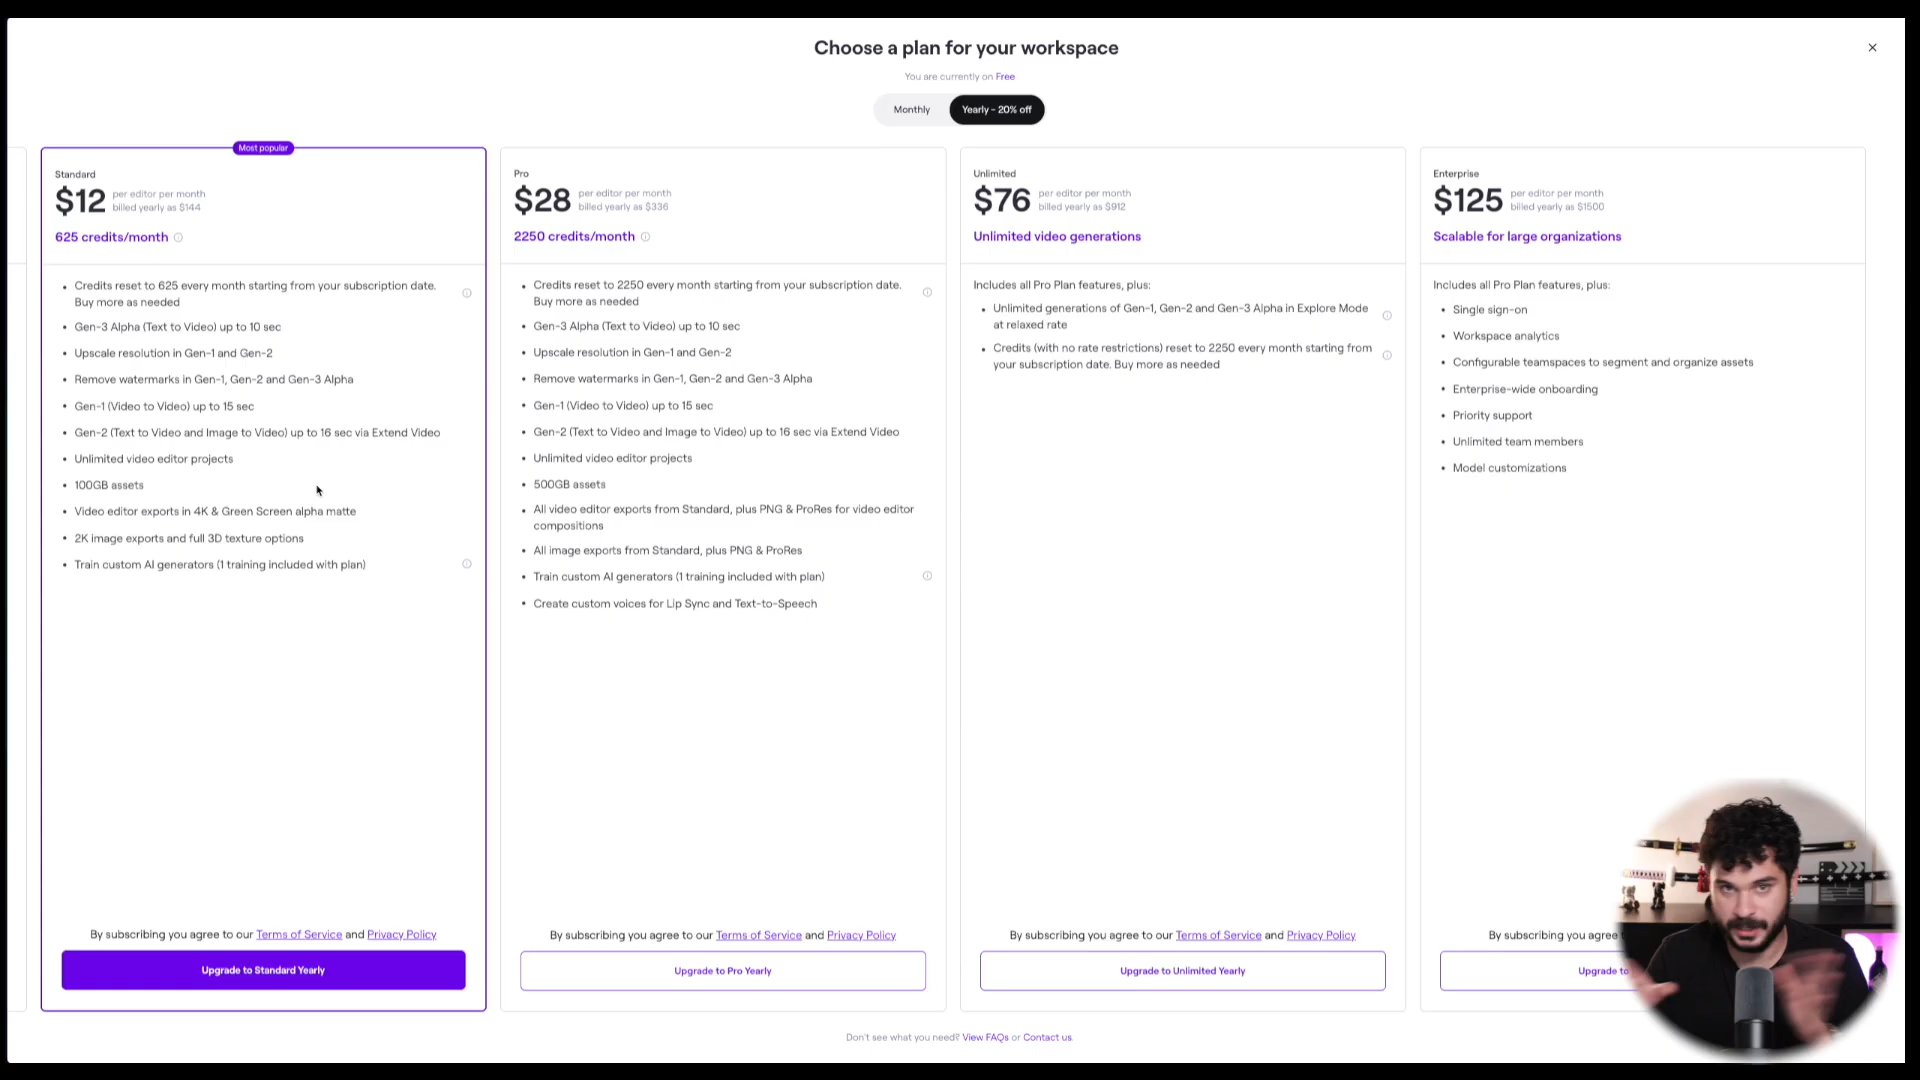 Choose a plan for your workspace
You are currently on Free
Monthly
Yearly - 20% off
Most popular
Standard
$12
per editor per month
billed yearly as $144
625 credits/month
Credits reset to 625 every month starting from your subscription date.
Buy more as needed
Gen-3 Alpha (Text to Video) up to 10 sec
Upscale resolution in Gen-1 and Gen-2
Remove watermarks in Gen-1, Gen-2 and Gen-3 Alpha
Gen-1 (Video to Video) up to 15 sec
Gen-2 (Text to Video and Image to Video) up to 16 sec via Extend Video
Unlimited video editor projects
100GB assets
Video editor exports in 4K & Green Screen alpha matte
2K image exports and full 3D texture options
Train custom AI generators (1 training included with plan)
By subscribing you agree to our Terms of Service and Privacy Policy
Upgrade to Standard Yearly
Pro
$28
per editor per month
billed yearly as $336
2250 credits/month
Credits reset to 2250 every month starting from your subscription date.
Buy more as needed
Gen-3 Alpha (Text to Video) up to 10 sec
Upscale resolution in Gen-1 and Gen-2
Remove watermarks in Gen-1, Gen-2 and Gen-3 Alpha
Gen-1 (Video to Video) up to 15 sec
Gen-2 (Text to Video and Image to Video) up to 16 sec via Extend Video
Unlimited video editor projects
500GB assets
All video editor exports from Standard, plus PNG & ProRes for video editor
compositions
All image exports from Standard, plus PNG & ProRes
Train custom AI generators (1 training included with plan)
Create custom voices for Lip Sync and Text-to-Speech
By subscribing you agree to our Terms of Service and Privacy Policy
Upgrade to Pro Yearly
Unlimited
$76
per editor per month
billed yearly as $912
Unlimited video generations
Includes all Pro Plan features, plus:
Unlimited generations of Gen-1, Gen-2 and Gen-3 Alpha in Explore Mode
at relaxed rate
Credits (with no rate restrictions) reset to 2250 every month starting from
your subscription date. Buy more as needed
By subscribing you agree to our Terms of Service and Privacy Policy
Upgrade to Unlimited Yearly
Enterprise
$125
per editor per month
billed yearly as $1500
Scalable for large organizations
Includes all Pro Plan features, plus:
Single sign-on
Workspace analytics
Configurable teamspaces to segment and organize assets
Enterprise-wide onboarding
Priority support
Unlimited team members
Model customizations
By subscribing you agree
Upgrade to
Don't see what you need? View FAQs or Contact us.